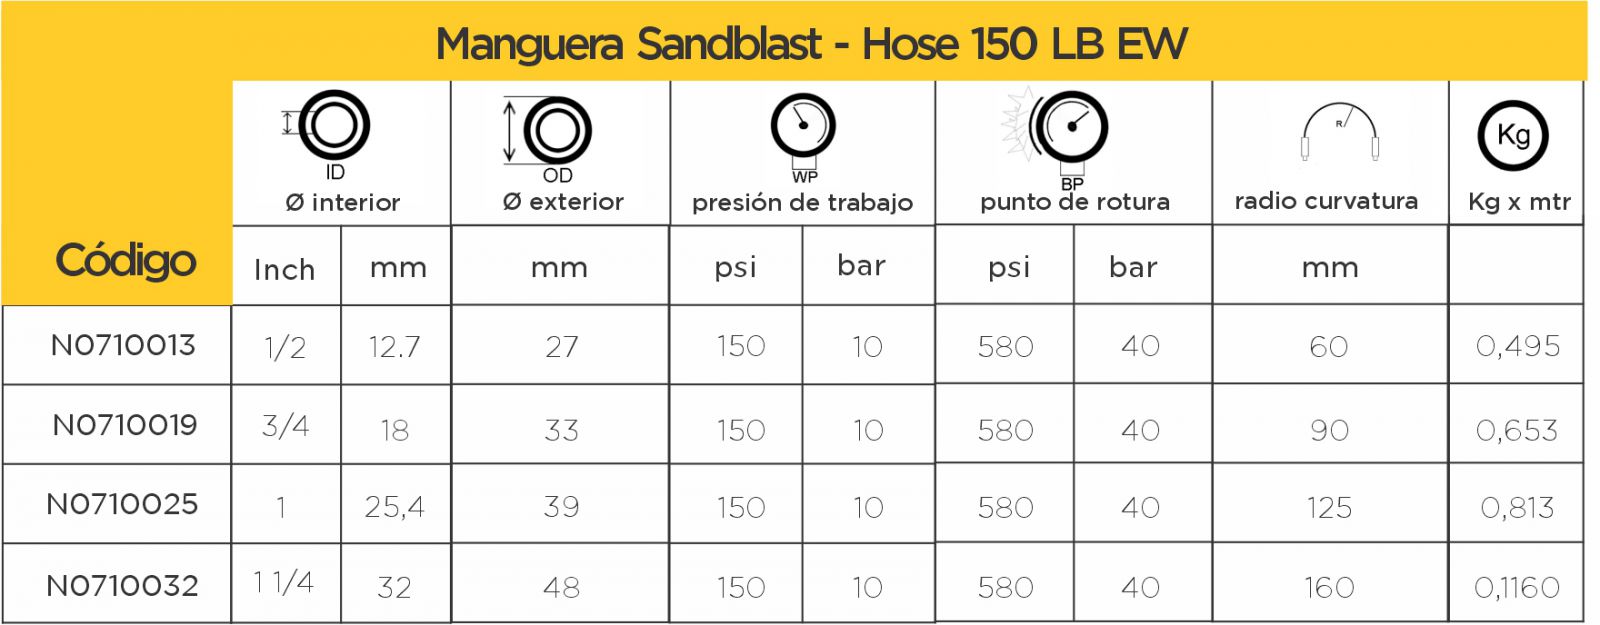 Manguera Sandblast - Hose 150 LB EW
ID OD WP BP R Kg
Ø interior Ø exterior presión de trabajo punto de rotura radio curvatura Kg x mtr
Código Inch mm mm psi bar psi bar mm
N0710013 1/2 12.7 27 150 10 580 40 60 0,495
N0710019 3/4 18 33 150 10 580 40 90 0,653
N0710025 1 25,4 39 150 10 580 40 125 0,813
N0710032 1 1/4 32 48 150 10 580 40 160 0,1160